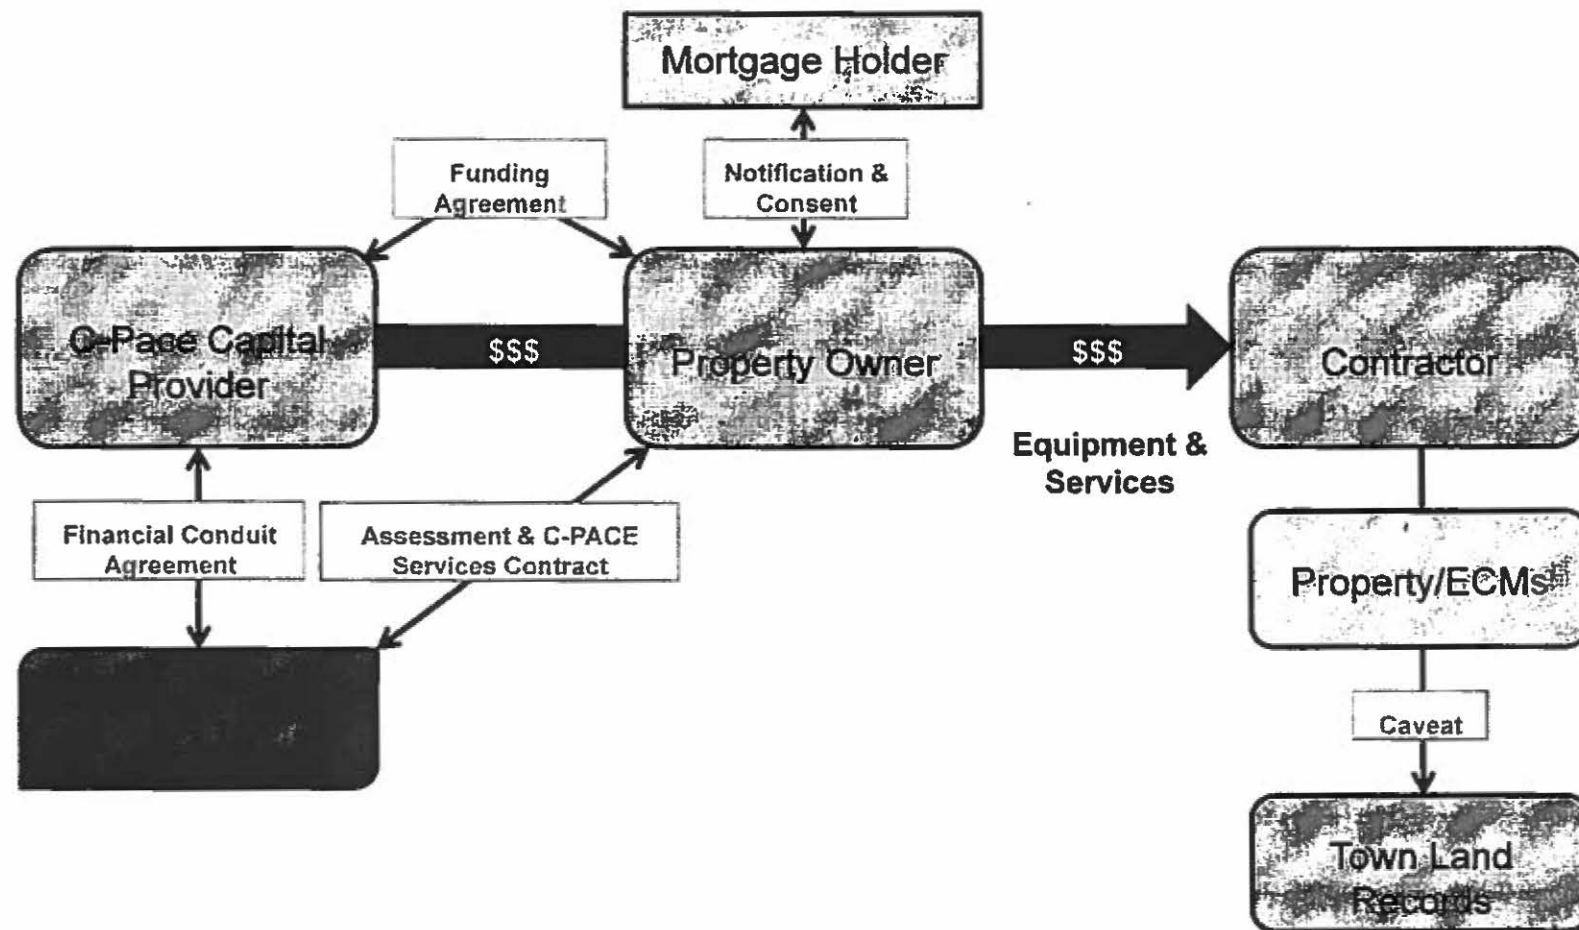 Mortgage Holder
Funding
Agreement
Notification &
Consent
C-Pace Capital
Provider
$$$
Property Owner
$$$
Contractor
Equipment &
Services
Financial Conduit
Agreement
Assessment & C-PACE
Services Contract
Property/ECMs
Caveat
Town Land
Records